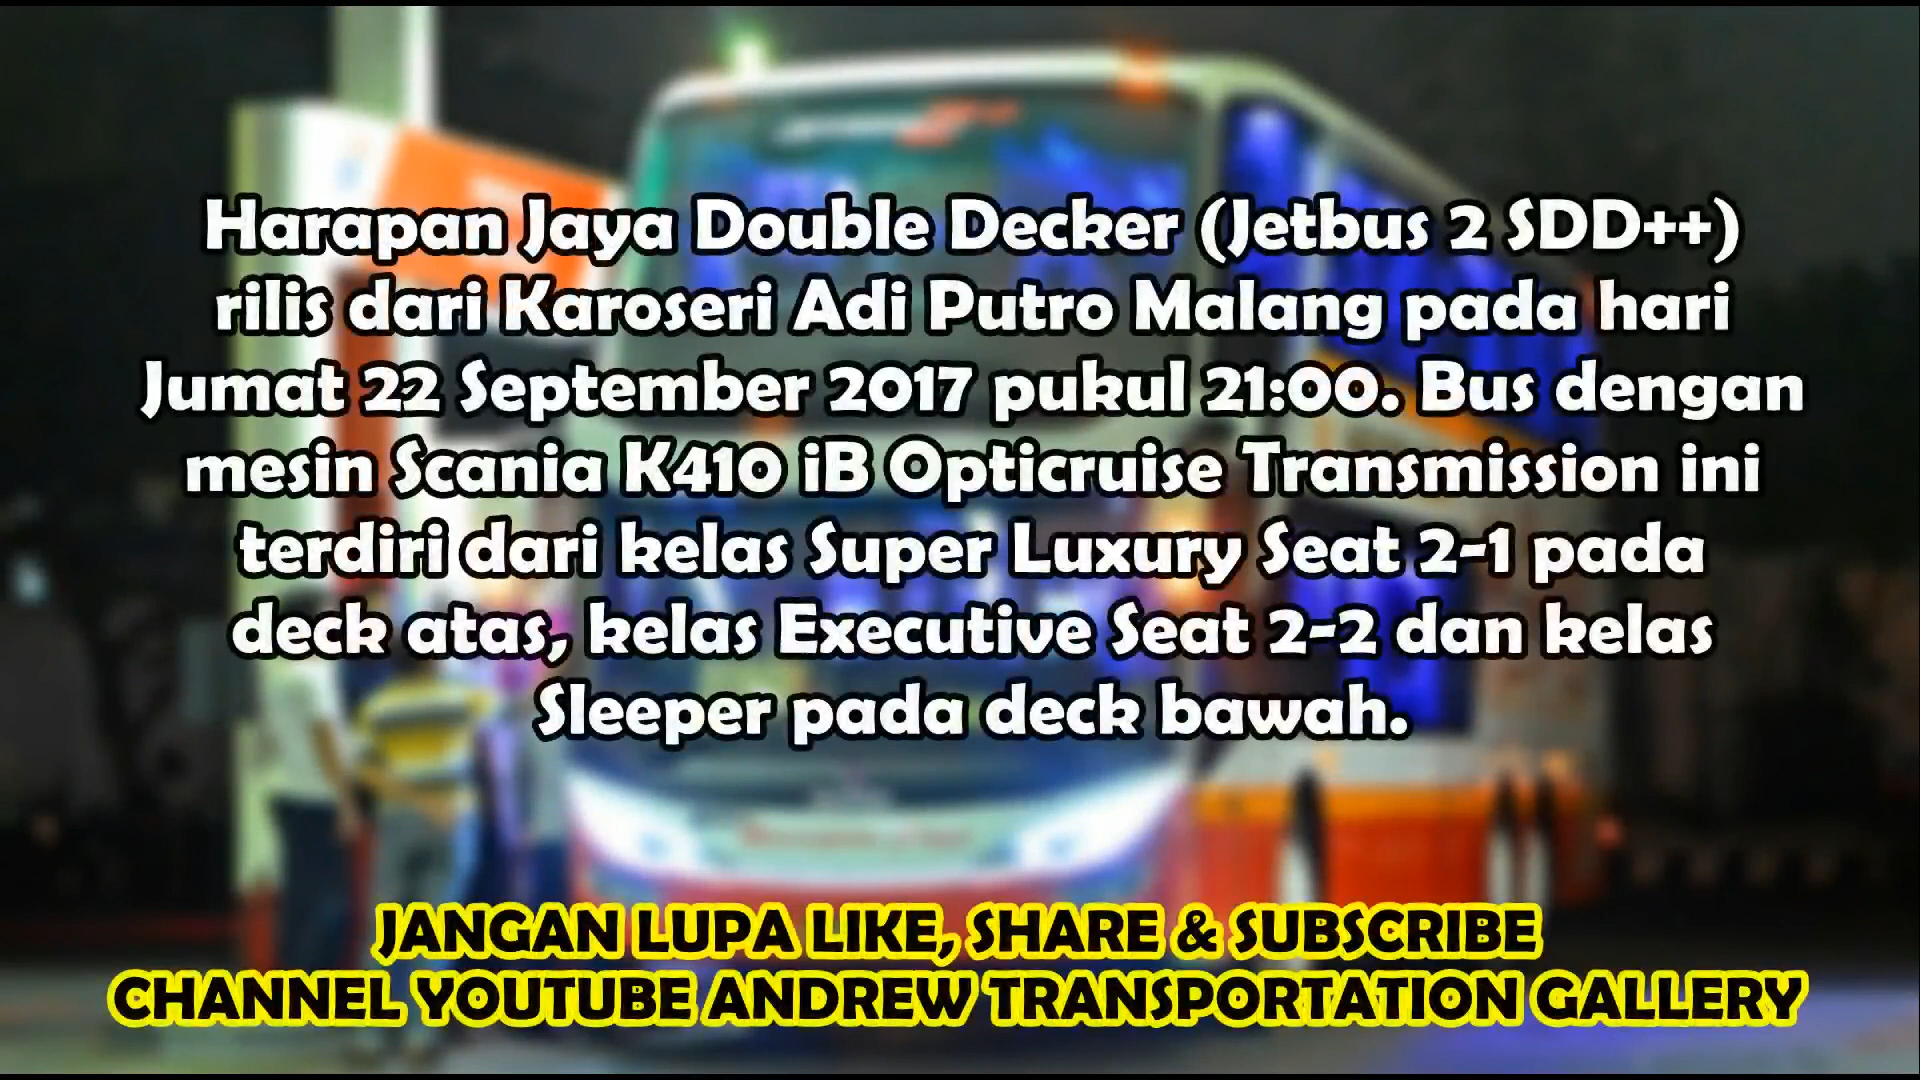 Harapan Jaya Double Decker (Jetbus 2 SDD++)
rilis dari Karoseri Adi Putro Malang pada hari
Jumat 22 September 2017 pukul 21:00. Bus dengan
mesin Scania K410 iB Opticruise Transmission ini
terdiri dari kelas Super Luxury Seat 2-1 pada
deck atas, kelas Executive Seat 2-2 dan kelas
Sleeper pada deck bawah.
JANGAN LUPA LIKE, SHARE & SUBSCRIBE
CHANNEL YOUTUBE ANDREW TRANSPORTATION GALLERY